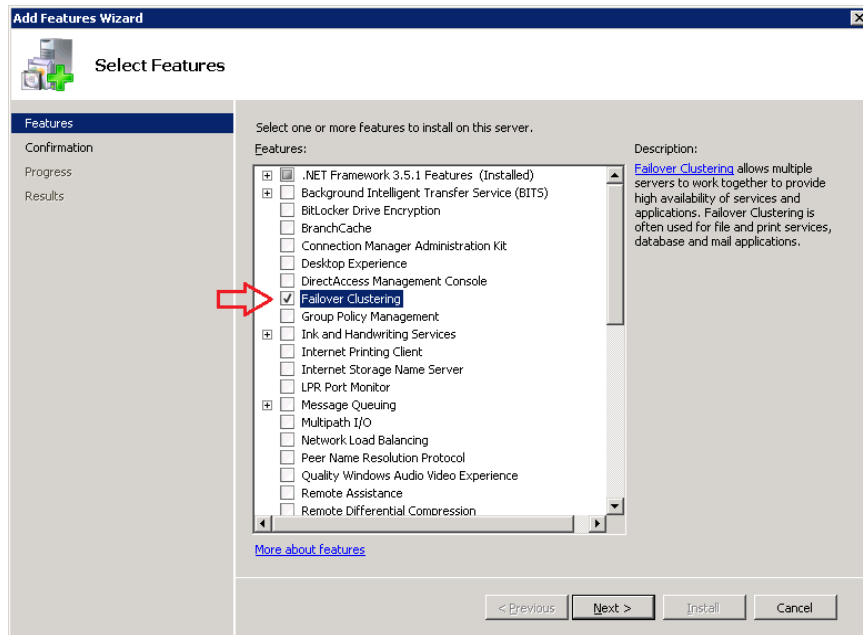 Add Features Wizard
Select Features
Features
Confirmation
Progress
Results
Select one or more features to install on this server.
Features:
.NET Framework 3.5.1 Features (Installed)
Background Intelligent Transfer Service (BITS)
BitLocker Drive Encryption
BranchCache
Connection Manager Administration Kit
Desktop Experience
DirectAccess Management Console
Failover Clustering
Group Policy Management
Ink and Handwriting Services
Internet Printing Client
Internet Storage Name Server
LPR Port Monitor
Message Queuing
Multipath I/O
Network Load Balancing
Peer Name Resolution Protocol
Quality Windows Audio Video Experience
Remote Assistance
Remote Differential Compression
More about features
Description:
Failover Clustering allows multiple
servers to work together to provide
high availability of services and
applications. Failover Clustering is
often used for file and print services,
database and mail applications.
< Previous
Next >
Install
Cancel